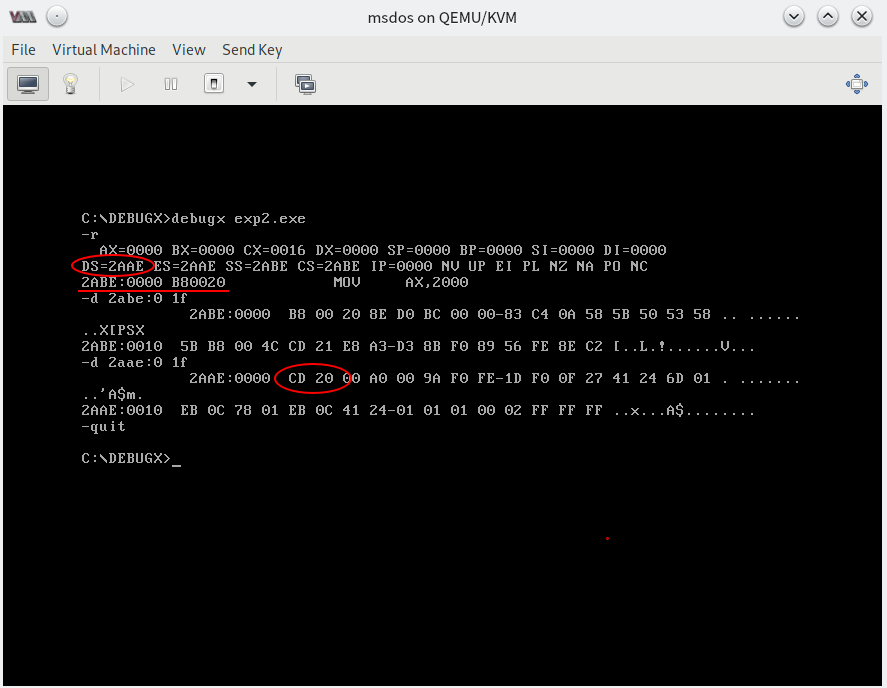 msdos on QEMU/KVM
File Virtual Machine View Send Key
C:\DEBUGX>debugx exp2.exe
-r
AX=0000 BX=0000 CX=0016 DX=0000 SP=0000 BP=0000 SI=0000 DI=0000
DS=2AAE ES=2AAE SS=2ABE CS=2ABE IP=0000 NV UP EI PL NZ NA PO NC
2ABE:0000 B80020 MOV AX,2000
-d 2abe:0 1f
2ABE:0000 B8 00 20 8E D0 BC 00 00-83 C4 0A 58 5B 50 53 58 .. ......
..X[PSX
2ABE:0010 5B B8 00 4C CD 21 E8 A3-D3 8B F0 89 56 FE 8E C2 [..L.!......V...
-d 2aae:0 1f
2AAE:0000 CD 20 00 A0 00 9A F0 FE-1D F0 0F 27 41 24 6D 01 . .......
..'A$m.
2AAE:0010 EB 0C 78 01 EB 0C 41 24-01 01 01 00 02 FF FF FF ..x...A$........
-quit
C:\DEBUGX>_